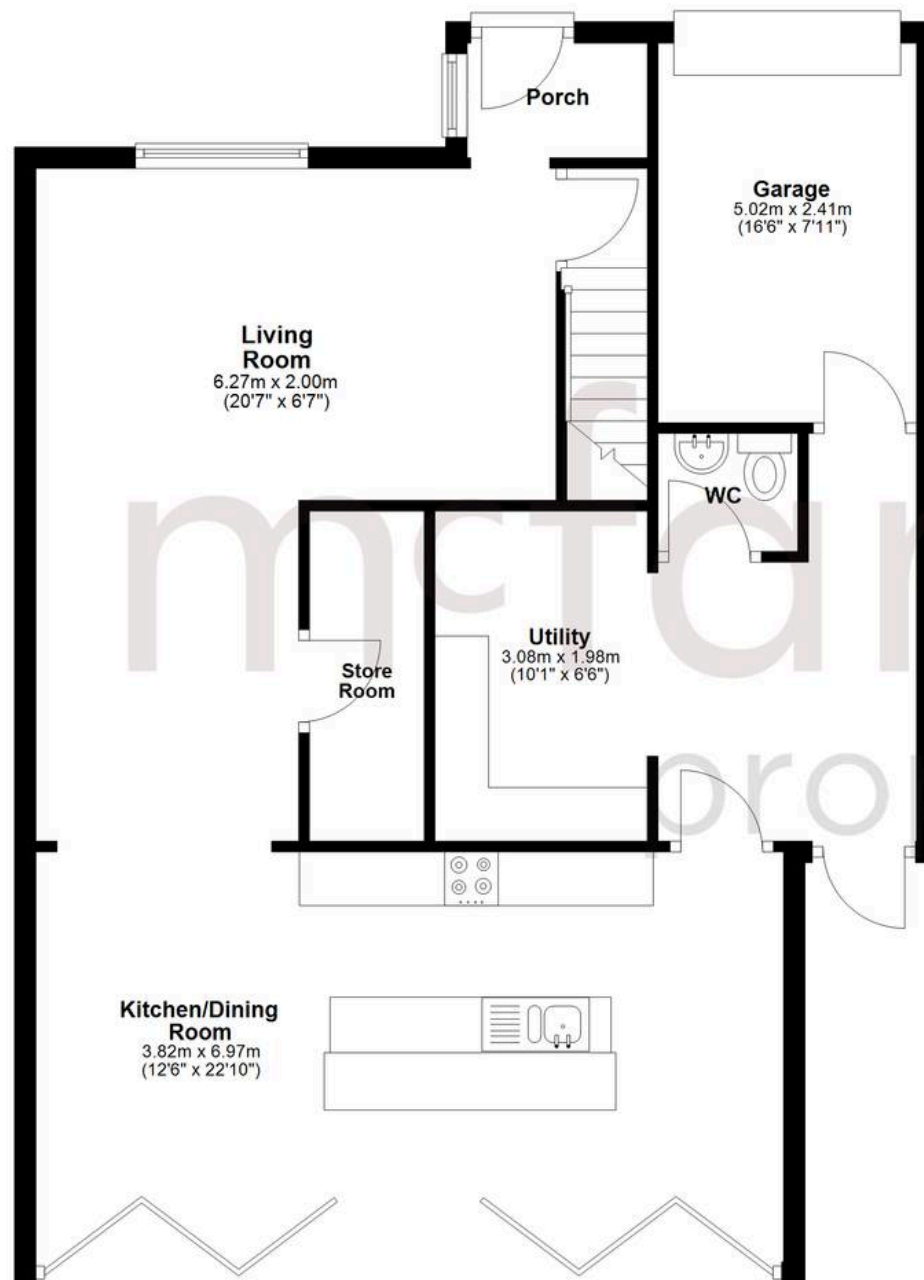 Porch
Garage
5.02m x 2.41m
(16'6" x 7'11")
Living
Room
6.27m x 2.00m
(20'7" x 6'7")
WC
Utility
3.08m x 1.98m
(10'1" x 6'6")
Store
Room
Kitchen/Dining
Room
3.82m x 6.97m
(12'6" x 22'10")
mcfar
pro